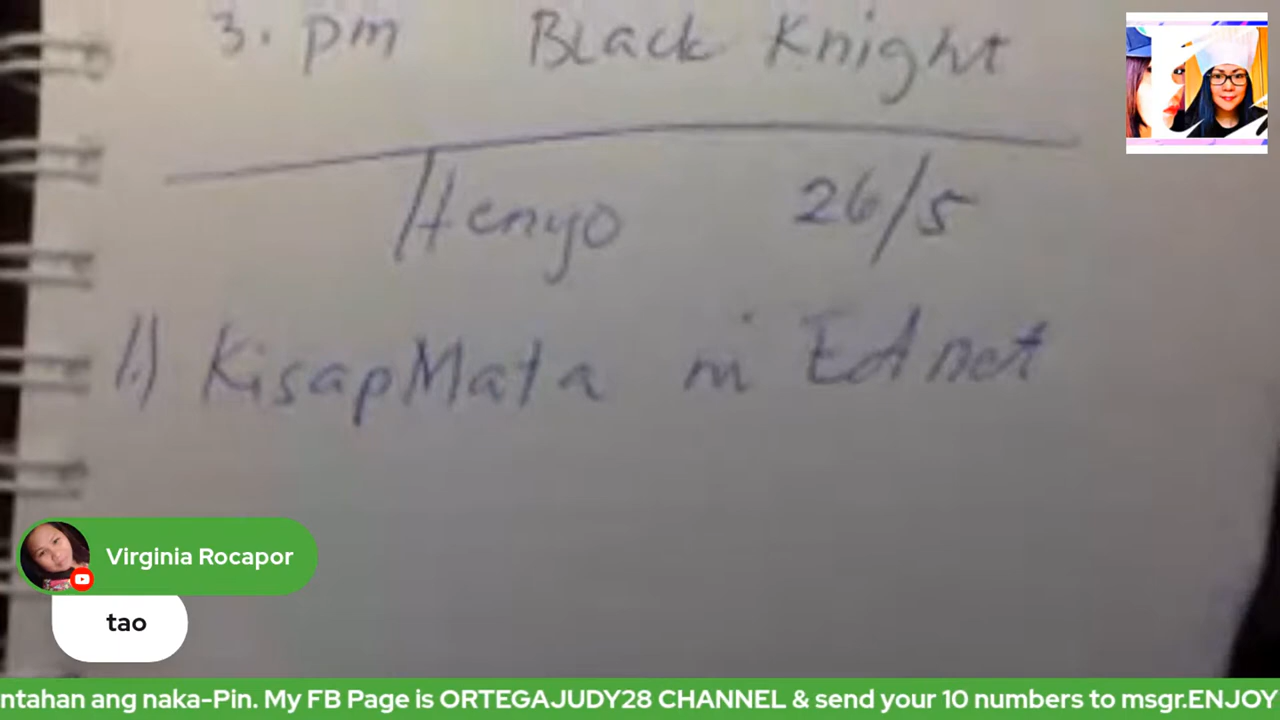 3. pm Black Knight
Henyo 26/5
1.) KisapMata ni Ednet
Virginia Rocapor
tao
ntahan ang naka-Pin. My FB Page is ORTEGAJUDY28 CHANNEL & send your 10 numbers to msgr.ENJOY